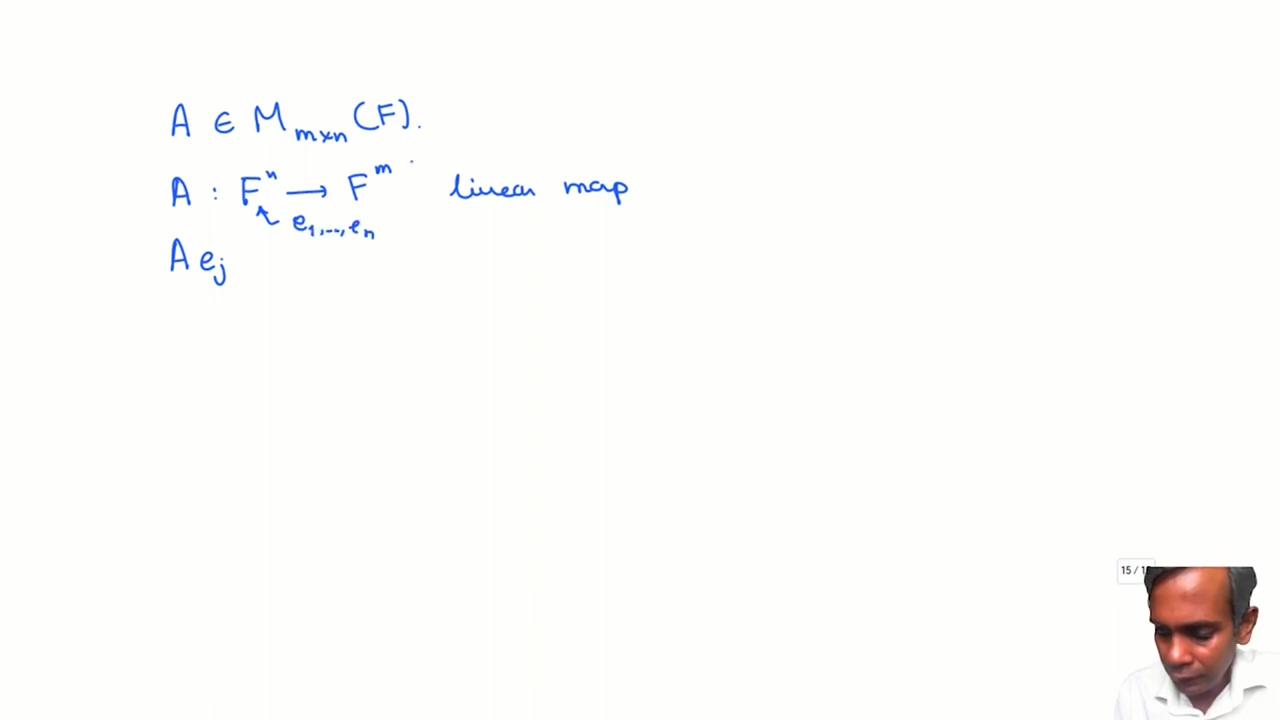 A ∈ M_{m×n}(F).
A : F^n → F^m linear map
e_1,...,e_n
A e_j